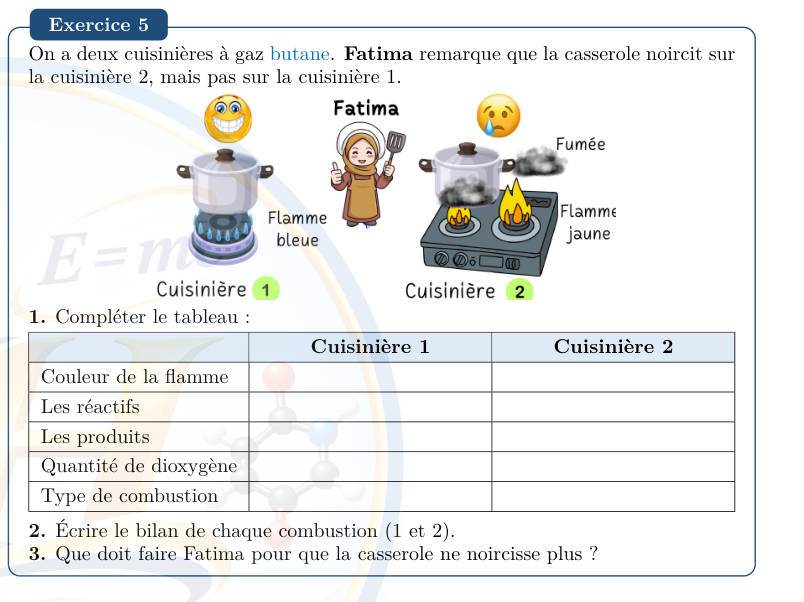 Exercice 5
On a deux cuisinières à gaz butane. Fatima remarque que la casserole noircit sur
la cuisinière 2, mais pas sur la cuisinière 1.
Fatima
Fumée
Flamme
bleue
Flamme
jaune
E=m
Cuisinière 1
Cuisinière 2
1. Compléter le tableau :
Cuisinière 1 Cuisinière 2
Couleur de la flamme
Les réactifs
Les produits
Quantité de dioxygène
Type de combustion
2. Écrire le bilan de chaque combustion (1 et 2).
3. Que doit faire Fatima pour que la casserole ne noircisse plus ?